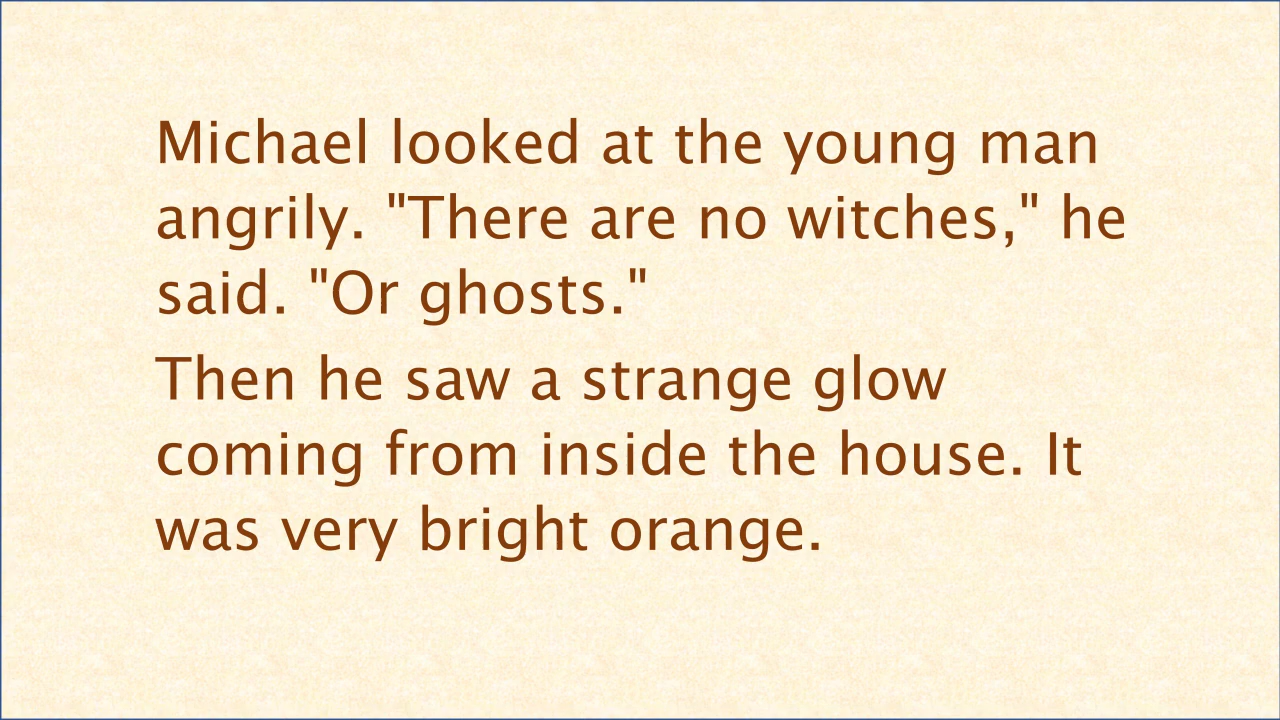 Michael looked at the young man
angrily. "There are no witches," he
said. "Or ghosts."
Then he saw a strange glow
coming from inside the house. It
was very bright orange.